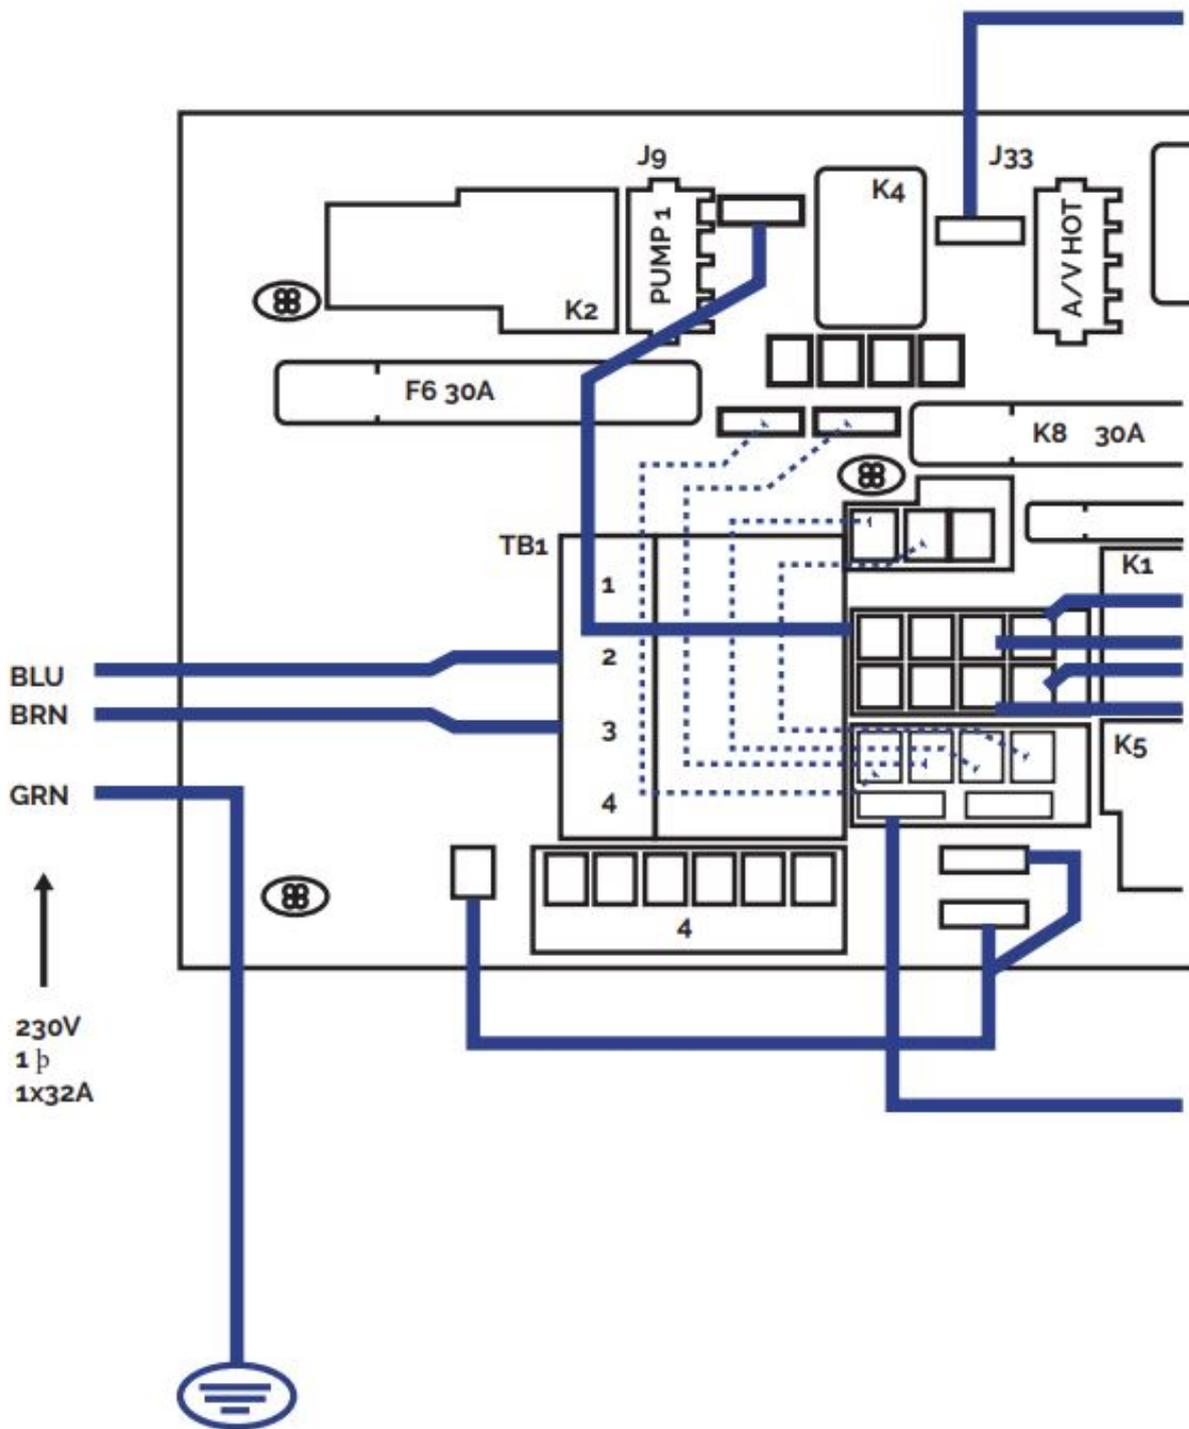 J9
J33
K4
PUMP 1
A/V HOT
K2
F6 30A
K8 30A
TB1
1
K1
2
BLU
BRN
3
K5
GRN
4
4
230V
1 þ
1x32A